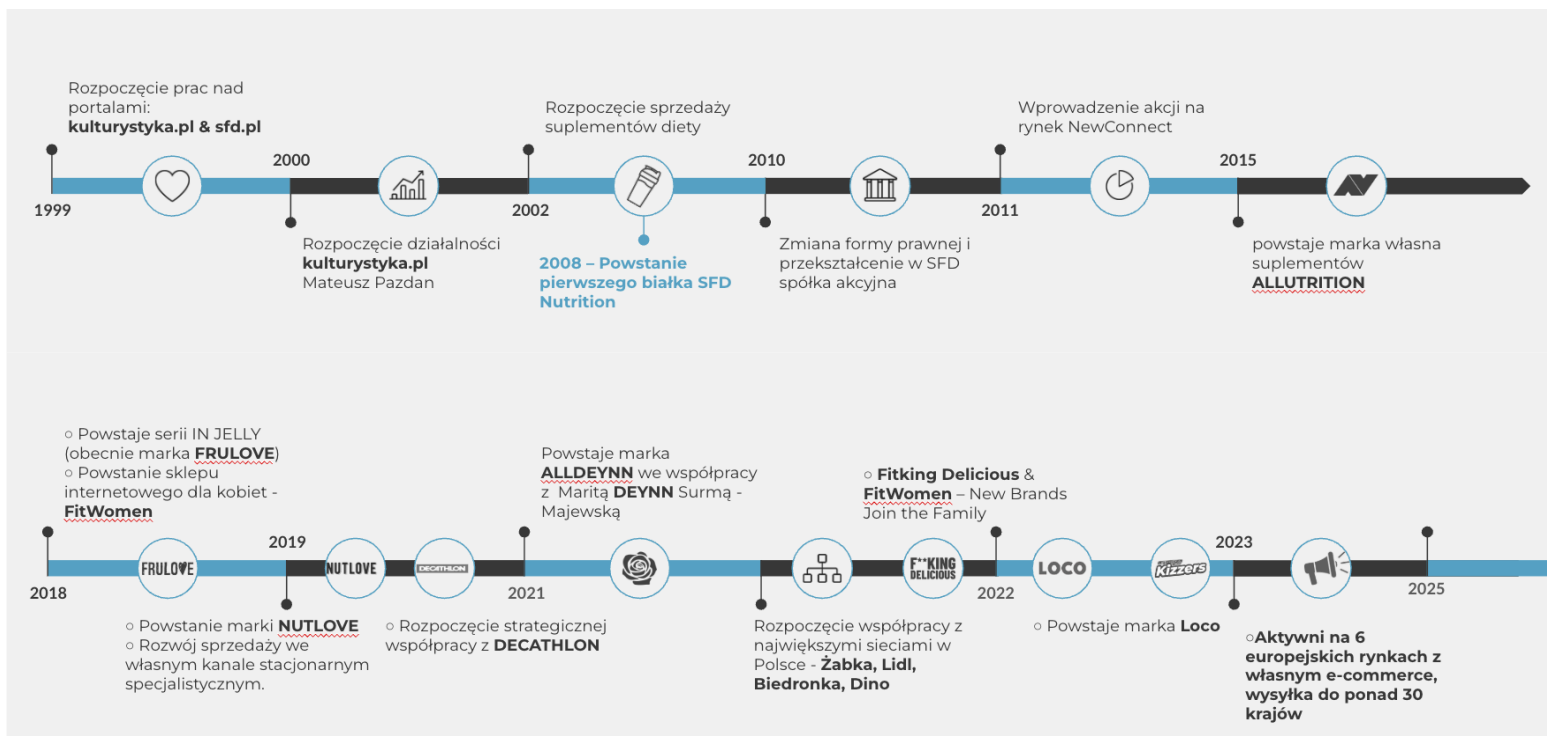 Rozpoczęcie prac nad
portalami:
kulturystyka.pl & sfd.pl
1999
2000
Rozpoczęcie działalności
kulturystyka.pl
Mateusz Pazdan
Rozpoczęcie sprzedaży
suplementów diety
2002
2008 – Powstanie
pierwszego białka SFD
Nutrition
2010
Zmiana formy prawnej i
przekształcenie w SFD
spółka akcyjna
Wprowadzenie akcji na
rynek NewConnect
2011
2015
powstaje marka własna
suplementów
ALLUTRITION
○ Powstaje serii IN JELLY
(obecnie marka FRULOVE)
○ Powstanie sklepu
internetowego dla kobiet -
FitWomen
2018
FRULOVE
2019
○ Powstanie marki NUTLOVE
○ Rozwój sprzedaży we
własnym kanale stacjonarnym
specjalistycznym.
NUTLOVE
DECATHLON
○ Rozpoczęcie strategicznej
współpracy z DECATHLON
Powstaje marka
ALLDEYNN we współpracy
z  Maritą DEYNN Surmą -
Majewską
2021
Rozpoczęcie współpracy z
największymi sieciami w
Polsce - Żabka, Lidl,
Biedronka, Dino
○ Fitking Delicious &
FitWomen – New Brands
Join the Family
F**KING
DELICIOUS
2022
LOCO
Kizzers
○ Powstaje marka Loco
2023
○Aktywni na 6
europejskich rynkach z
własnym e-commerce,
wysyłka do ponad 30
krajów
2025